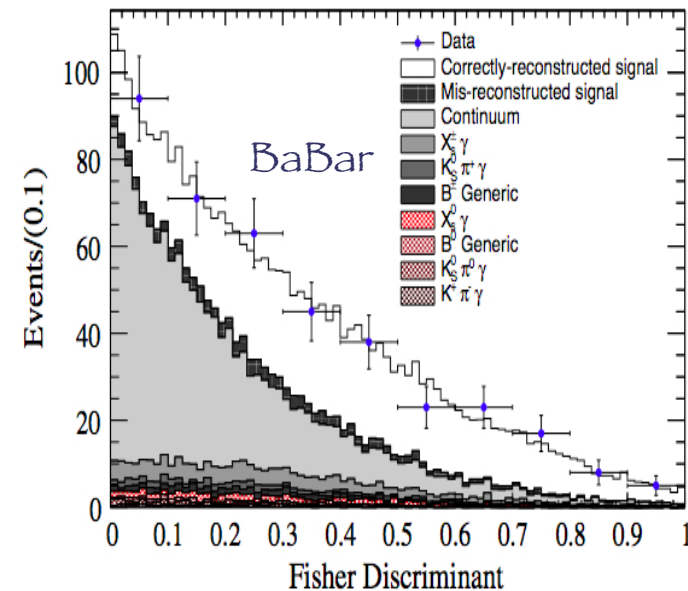 Data
Correctly-reconstructed signal
Mis-reconstructed signal
Continuum
X_s^± γ
K_S^0 π^+ γ
B^± Generic
X_s^0 γ
B^0 Generic
K_S^0 π^0 γ
K^+ π^- γ
BaBar
Events/(0.1)
100
80
60
40
20
0
0 0.1 0.2 0.3 0.4 0.5 0.6 0.7 0.8 0.9 1
Fisher Discriminant